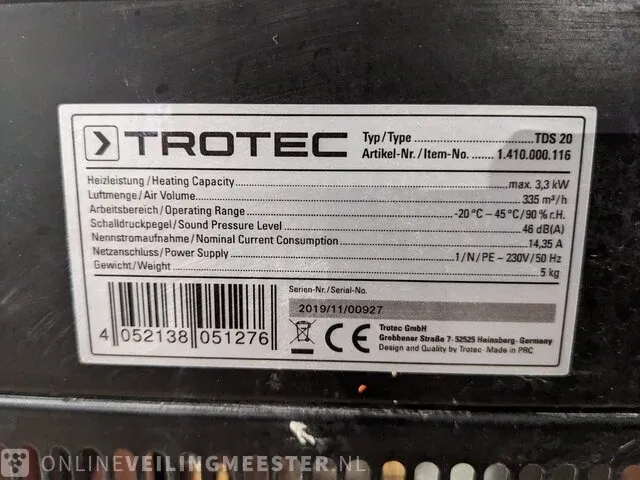 TROTEC
Typ/Type ........ TDS 20
Artikel-Nr./Item-No. ........ 1.410.000.116
Heizleistung/Heating Capacity ........ max. 3,3 kW
Luftmenge/Air Volume ........ 335 m³/h
Arbeitsbereich/Operating Range ........ -20°C – 45°C/90% r.H.
Schalldruckpegel/Sound Pressure Level ........ 46 dB(A)
Nennstromaufnahme/Nominal Current Consumption ........ 14,35 A
Netzanschluss/Power Supply ........ 1/N/PE ~ 230V/50 Hz
Gewicht/Weight ........ 5 kg
4 052138 051276
Serien-Nr./Serial-No.
2019/11/00927
CE
Trotec GmbH
Grebbener Straße 7 · 52525 Heinsberg · Germany
Design and Quality by Trotec · Made in PRC
ONLINEVEILINGMEESTER.NL